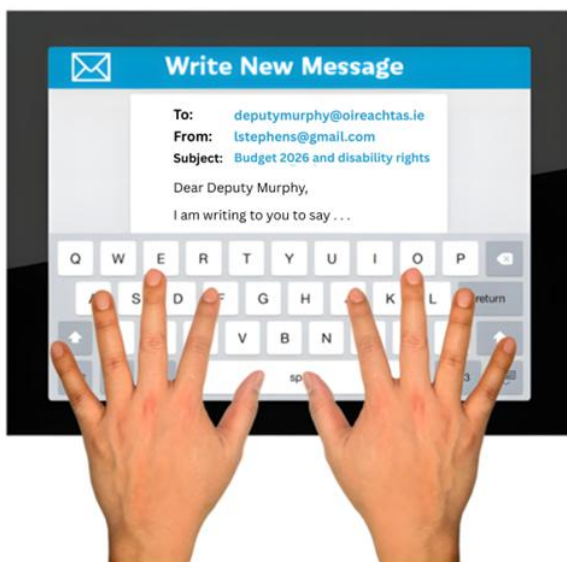 Write New Message
To: deputymurphy@oireachtas.ie
From: lstephens@gmail.com
Subject: Budget 2026 and disability rights
Dear Deputy Murphy,
I am writing to you to say . . .
Q W E R T Y U I O P
A S D F G H K L return
V B N
3